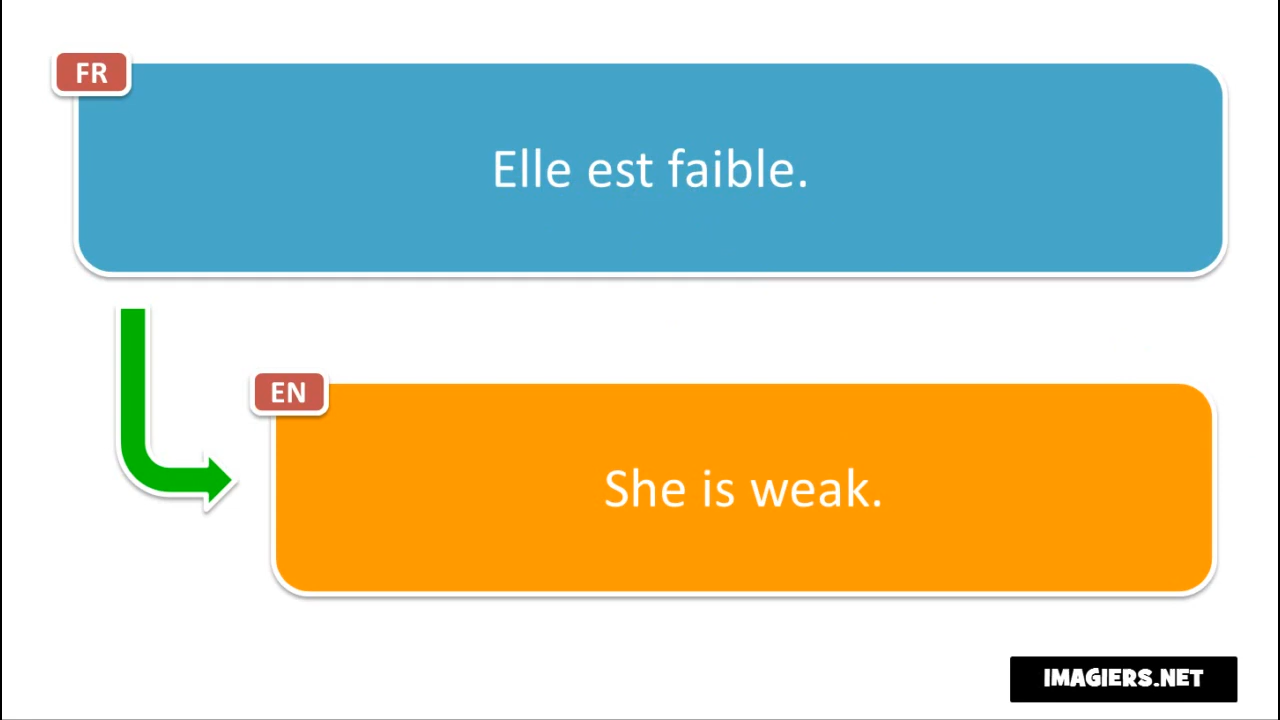 FR
Elle est faible.
EN
She is weak.
IMAGIERS.NET